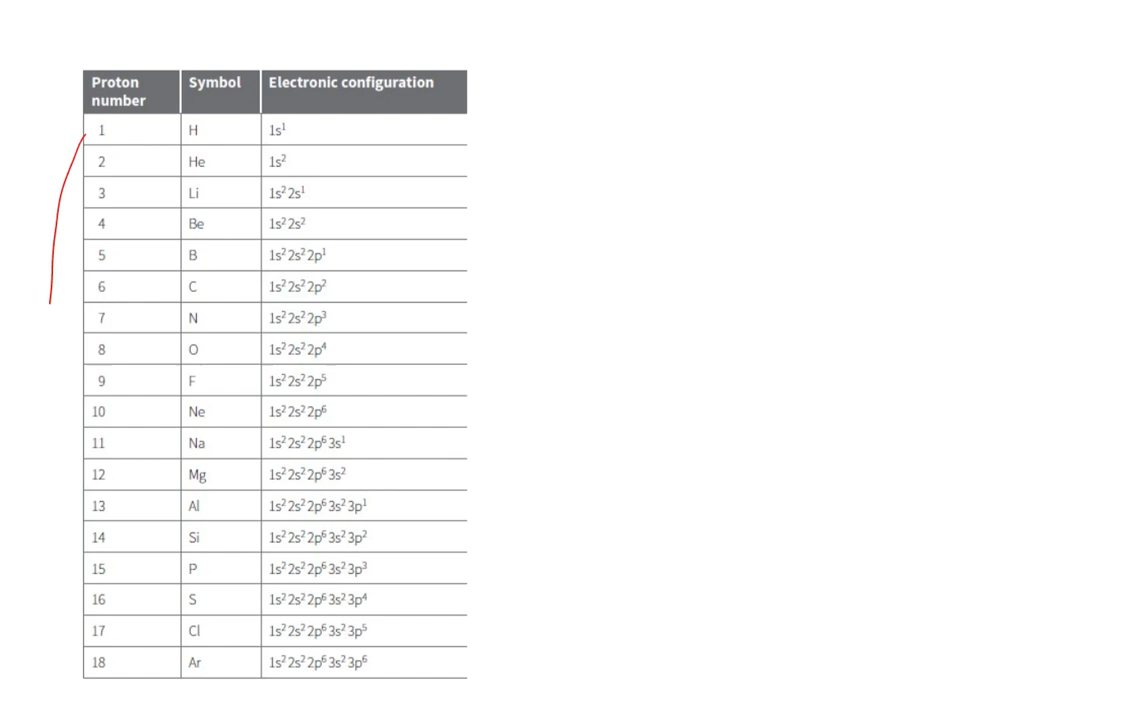 Proton number Symbol Electronic configuration
1 H 1s¹
2 He 1s²
3 Li 1s² 2s¹
4 Be 1s² 2s²
5 B 1s² 2s² 2p¹
6 C 1s² 2s² 2p²
7 N 1s² 2s² 2p³
8 O 1s² 2s² 2p⁴
9 F 1s² 2s² 2p⁵
10 Ne 1s² 2s² 2p⁶
11 Na 1s² 2s² 2p⁶ 3s¹
12 Mg 1s² 2s² 2p⁶ 3s²
13 Al 1s² 2s² 2p⁶ 3s² 3p¹
14 Si 1s² 2s² 2p⁶ 3s² 3p²
15 P 1s² 2s² 2p⁶ 3s² 3p³
16 S 1s² 2s² 2p⁶ 3s² 3p⁴
17 Cl 1s² 2s² 2p⁶ 3s² 3p⁵
18 Ar 1s² 2s² 2p⁶ 3s² 3p⁶